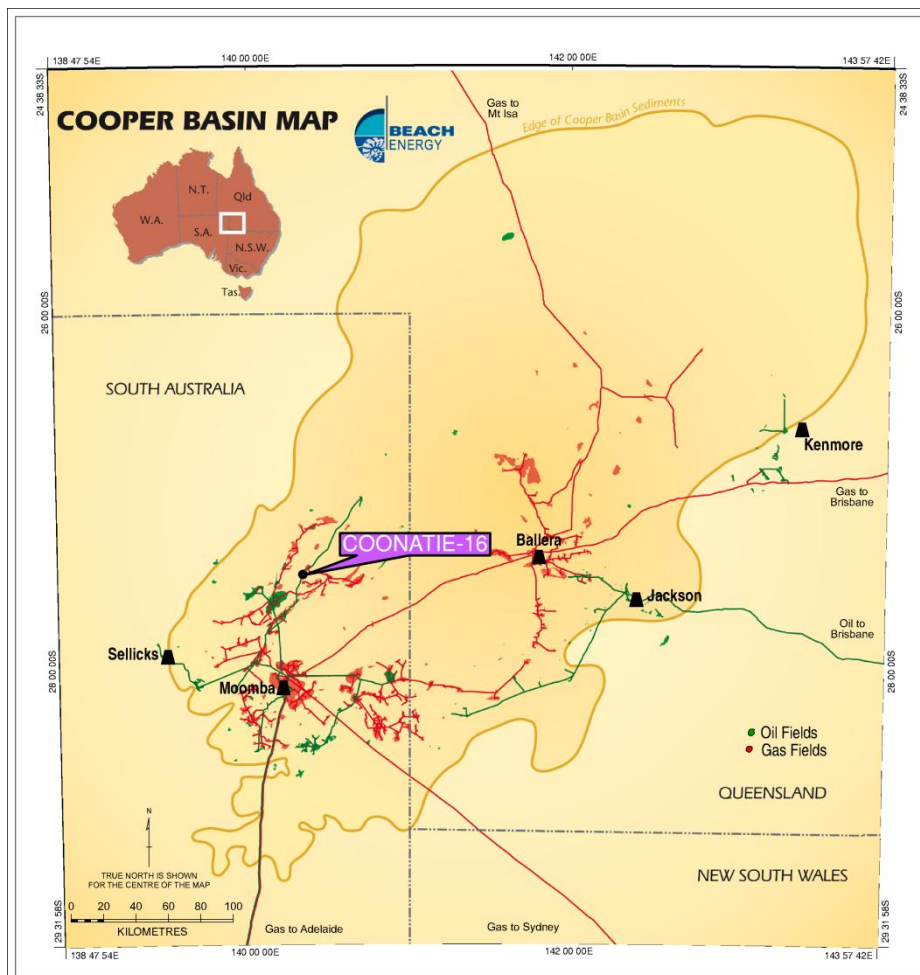 138 47 54E
140 00 00E
142 00 00E
143 57 42E
24 38 33S
24 38 33S
COOPER BASIN MAP
BEACH
ENERGY
Gas to
Mt Isa
Edge of Cooper Basin Sediments
N.T.
Qld
W.A.
S.A.
N.S.W.
Vic.
Tas.
26 00 00S
26 00 00S
SOUTH AUSTRALIA
Kenmore
Gas to
Brisbane
COONATIE-16
Ballera
Jackson
Oil to
Brisbane
Sellicks
28 00 00S
28 00 00S
Moomba
Oil Fields
Gas Fields
QUEENSLAND
N
TRUE NORTH IS SHOWN
FOR THE CENTRE OF THE MAP
NEW SOUTH WALES
0 20 40 60 80 100
KILOMETRES
Gas to Adelaide
Gas to Sydney
29 31 58S
29 31 58S
138 47 54E
140 00 00E
142 00 00E
143 57 42E